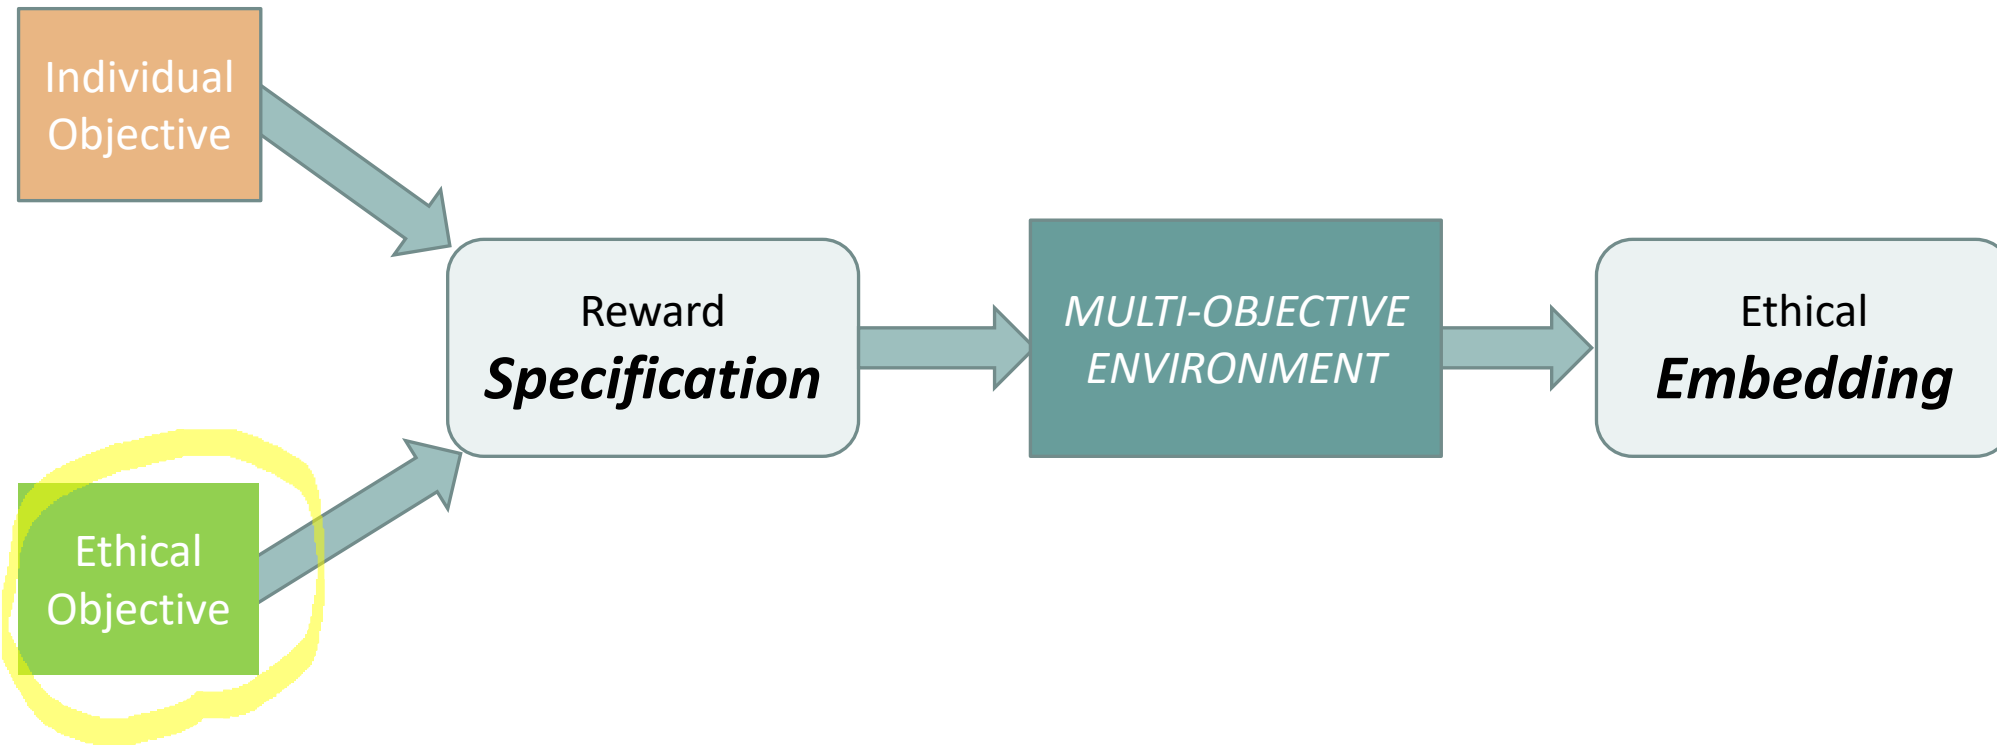 Individual
Objective
Reward
Specification
MULTI-OBJECTIVE
ENVIRONMENT
Ethical
Embedding
Ethical
Objective